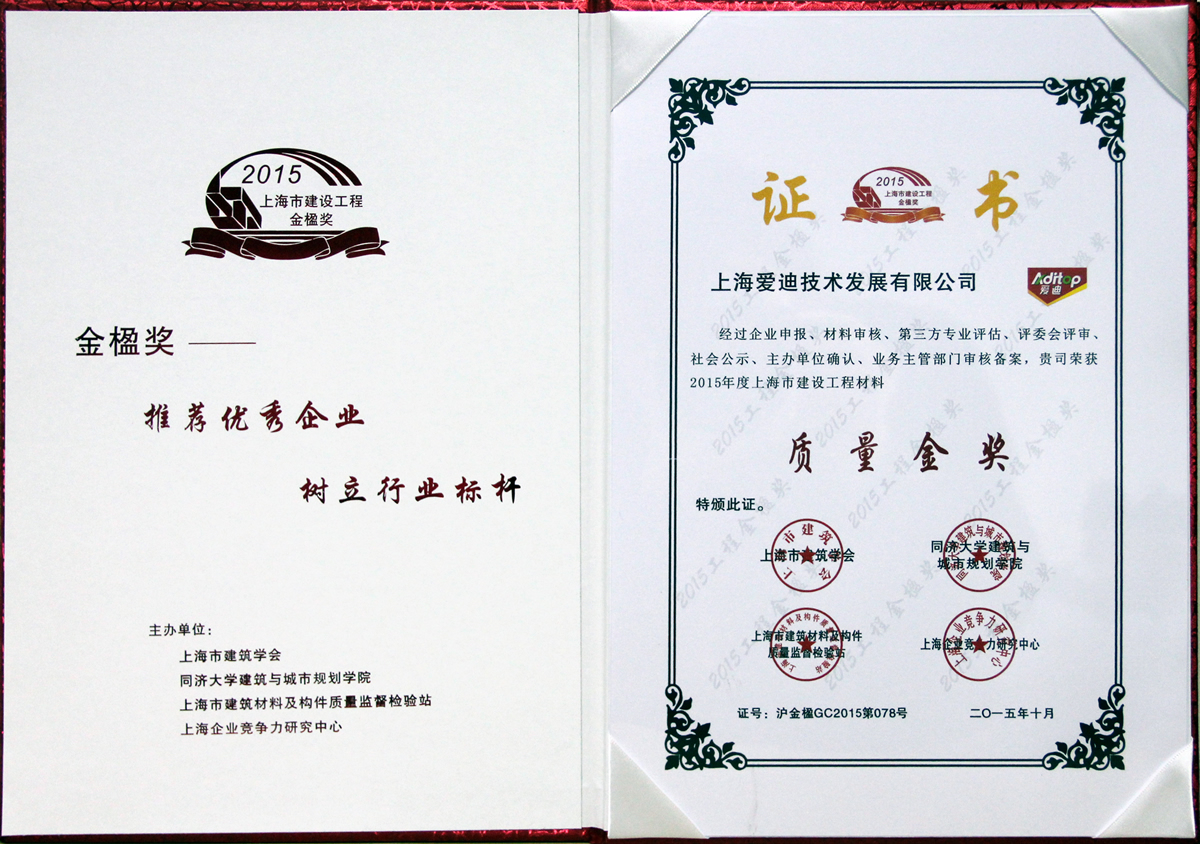 2015
上海市建设工程
金楹奖
金楹奖——
推荐优秀企业
树立行业标杆
主办单位：
上海市建筑学会
同济大学建筑与城市规划学院
上海市建筑材料及构件质量监督检验站
上海企业竞争力研究中心
证书
2015
上海市建设工程
金楹奖
上海爱迪技术发展有限公司
Aditop
爱迪
经过企业申报、材料审核、第三方专业评估、评委会评审、
社会公示、主办单位确认、业务主管部门审核备案，贵司荣获
2015年度上海市建设工程材料
质量金奖
特颁此证。
上海市建筑学会
同济大学建筑与
城市规划学院
上海市建筑材料及构件
质量监督检验站
上海企业竞争力研究中心
证号：沪金楹GC2015第078号
二〇一五年十月
2015工程金楹奖